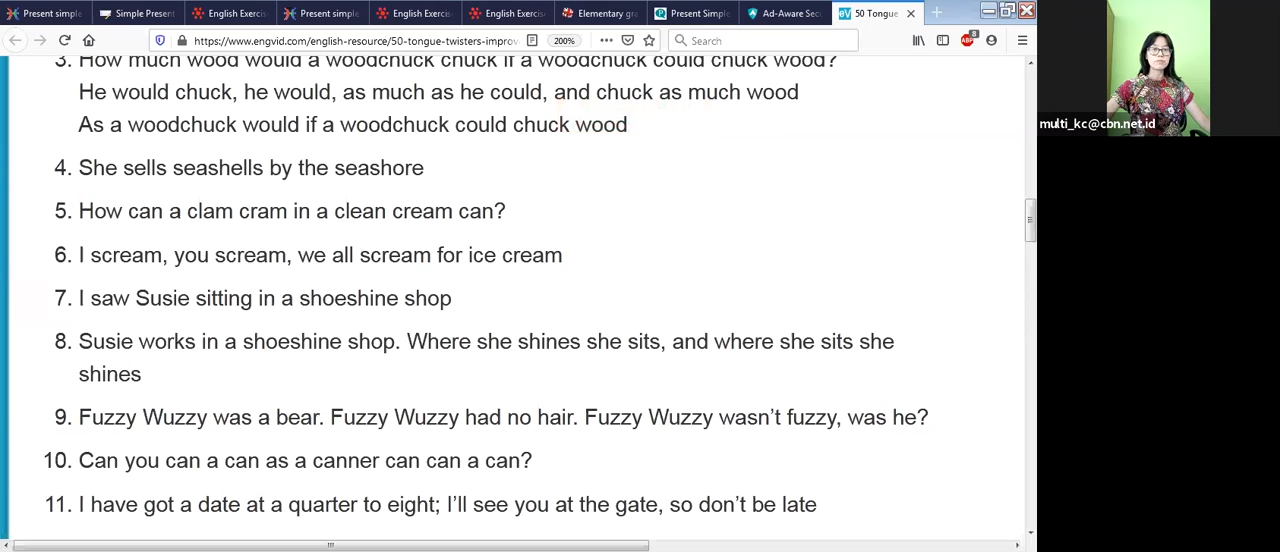 Present simple
Simple Present
English Exercis
Present simple
English Exercis
English Exercis
Elementary gra
Present Simple
Ad-Aware Secu
50 Tongue
https://www.engvid.com/english-resource/50-tongue-twisters-improv
200%
Search
8
3. How much wood would a woodchuck chuck if a woodchuck could chuck wood?
He would chuck, he would, as much as he could, and chuck as much wood
As a woodchuck would if a woodchuck could chuck wood
4. She sells seashells by the seashore
5. How can a clam cram in a clean cream can?
6. I scream, you scream, we all scream for ice cream
7. I saw Susie sitting in a shoeshine shop
8. Susie works in a shoeshine shop. Where she shines she sits, and where she sits she
shines
9. Fuzzy Wuzzy was a bear. Fuzzy Wuzzy had no hair. Fuzzy Wuzzy wasn’t fuzzy, was he?
10. Can you can a can as a canner can can a can?
11. I have got a date at a quarter to eight; I’ll see you at the gate, so don’t be late
multi_kc@cbn.net.id